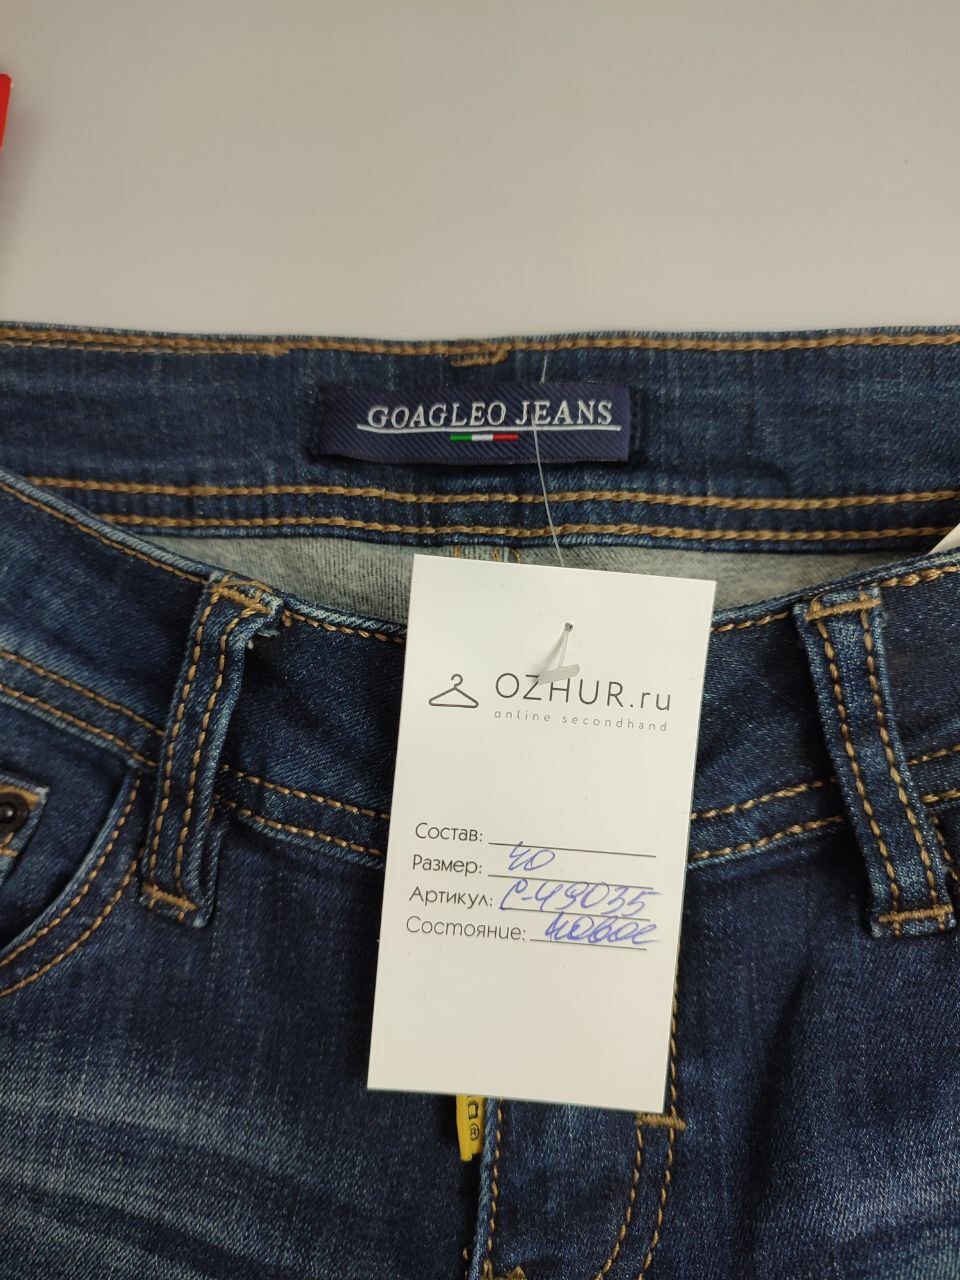 GOAGLEO JEANS
OZHUR.ru
online secondhand
Состав:
Размер: 40
Артикул: С-49035
Состояние: новое
®